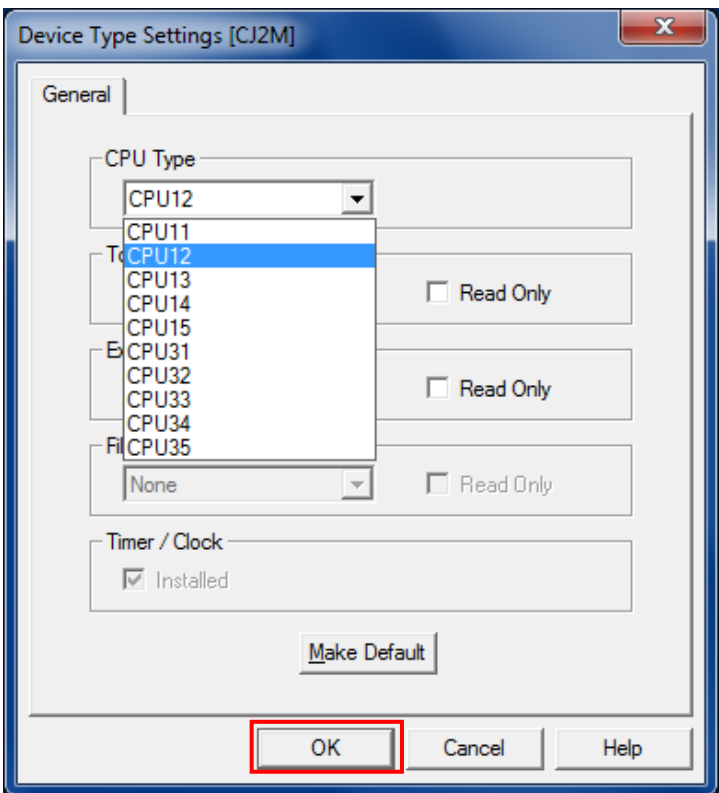 Device Type Settings [CJ2M]
General
CPU Type
CPU12
CPU11
CPU12
CPU13
Read Only
CPU14
CPU15
CPU31
CPU32
Read Only
CPU33
CPU34
CPU35
None
Read Only
Timer / Clock
Installed
Make Default
OK Cancel Help